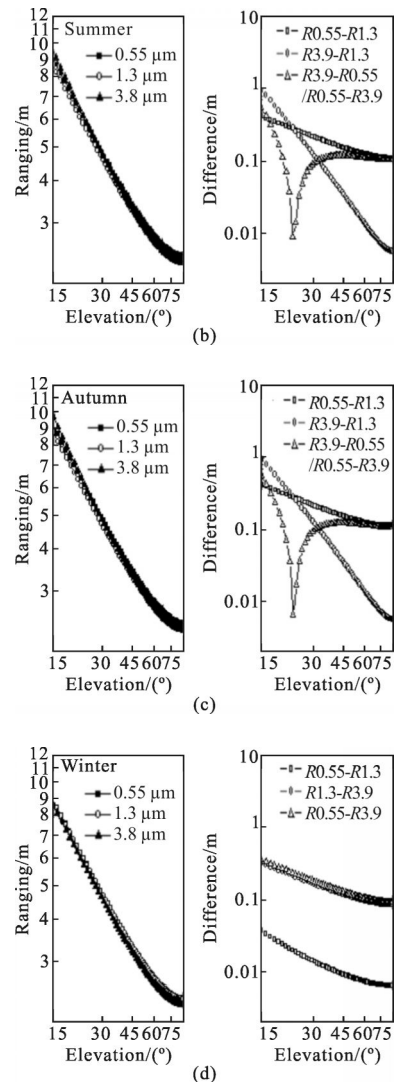 Summer
0.55 μm
1.3 μm
3.8 μm
12
11
10
9
8
7
6
5
4
3
Ranging/m
15 30 45 60 75
Elevation/(°)
R0.55-R1.3
R3.9-R1.3
R3.9-R0.55
/R0.55-R3.9
10
1
0.1
0.01
Difference/m
15 30 45 60 75
Elevation/(°)
(b)
Autumn
0.55 μm
1.3 μm
3.8 μm
12
11
10
9
8
7
6
5
4
3
Ranging/m
15 30 45 60 75
Elevation/(°)
R0.55-R1.3
R3.9-R1.3
R3.9-R0.55
/R0.55-R3.9
10
1
0.1
0.01
Difference/m
15 30 45 60 75
Elevation/(°)
(c)
Winter
0.55 μm
1.3 μm
3.8 μm
12
11
10
9
8
7
6
5
4
3
Ranging/m
15 30 45 60 75
Elevation/(°)
R0.55-R1.3
R1.3-R3.9
R0.55-R3.9
10
1
0.1
0.01
Difference/m
15 30 45 60 75
Elevation/(°)
(d)